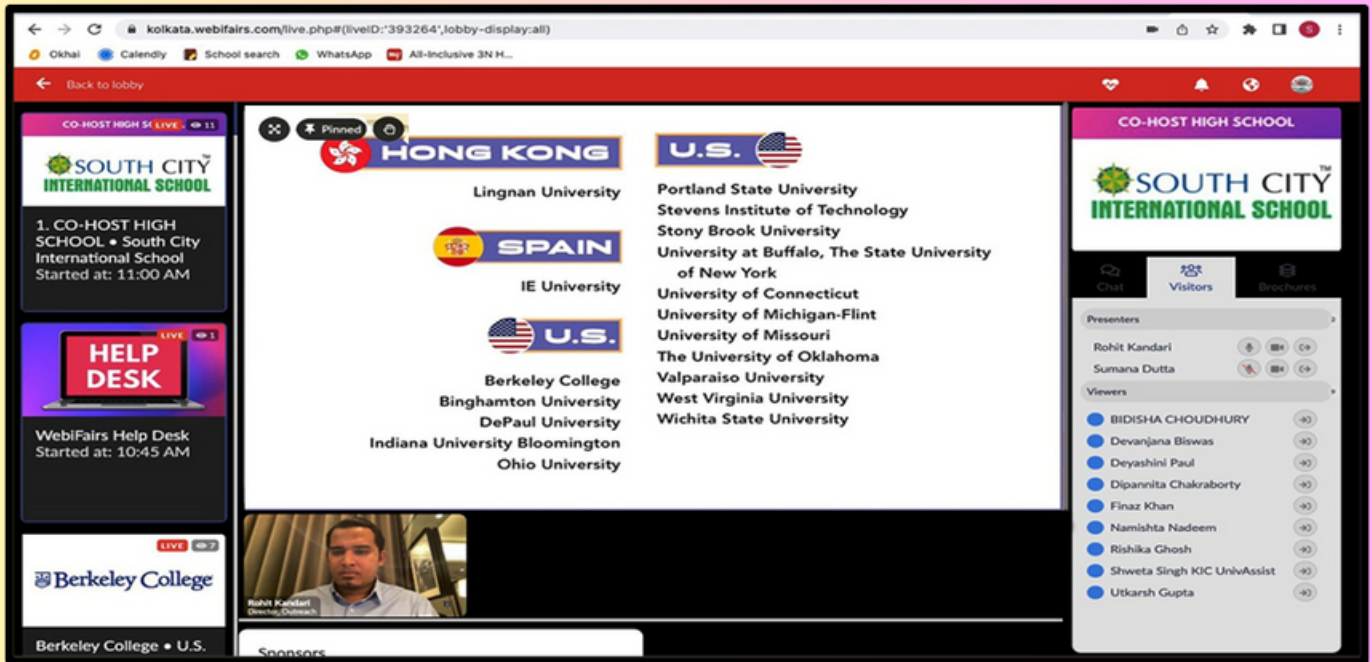 kolkata.webifairs.com/live.php#(liveID:'393264',lobby-display:all)
S
Okhai
Calendly
School search
WhatsApp
All-Inclusive 3N H...
Back to lobby
CO-HOST HIGH SC
LIVE
11
SOUTH CITY
INTERNATIONAL SCHOOL
1. CO-HOST HIGH
SCHOOL • South City
International School
Started at: 11:00 AM
LIVE
1
HELP
DESK
WebiFairs Help Desk
Started at: 10:45 AM
LIVE
7
Berkeley College
Berkeley College • U.S.
Pinned
HONG KONG
Lingnan University
SPAIN
IE University
U.S.
Berkeley College
Binghamton University
DePaul University
Indiana University Bloomington
Ohio University
U.S.
Portland State University
Stevens Institute of Technology
Stony Brook University
University at Buffalo, The State University
of New York
University of Connecticut
University of Michigan-Flint
University of Missouri
The University of Oklahoma
Valparaiso University
West Virginia University
Wichita State University
Rohit Kandari
Director, Outreach
Sponsors
CO-HOST HIGH SCHOOL
SOUTH CITY™
INTERNATIONAL SCHOOL
Chat
Visitors
Brochures
Presenters
Rohit Kandari
Sumana Dutta
Viewers
BIDISHA CHOUDHURY
Devanjana Biswas
Deyashini Paul
Dipannita Chakraborty
Finaz Khan
Namishta Nadeem
Rishika Ghosh
Shweta Singh KIC UnivAssist
Utkarsh Gupta